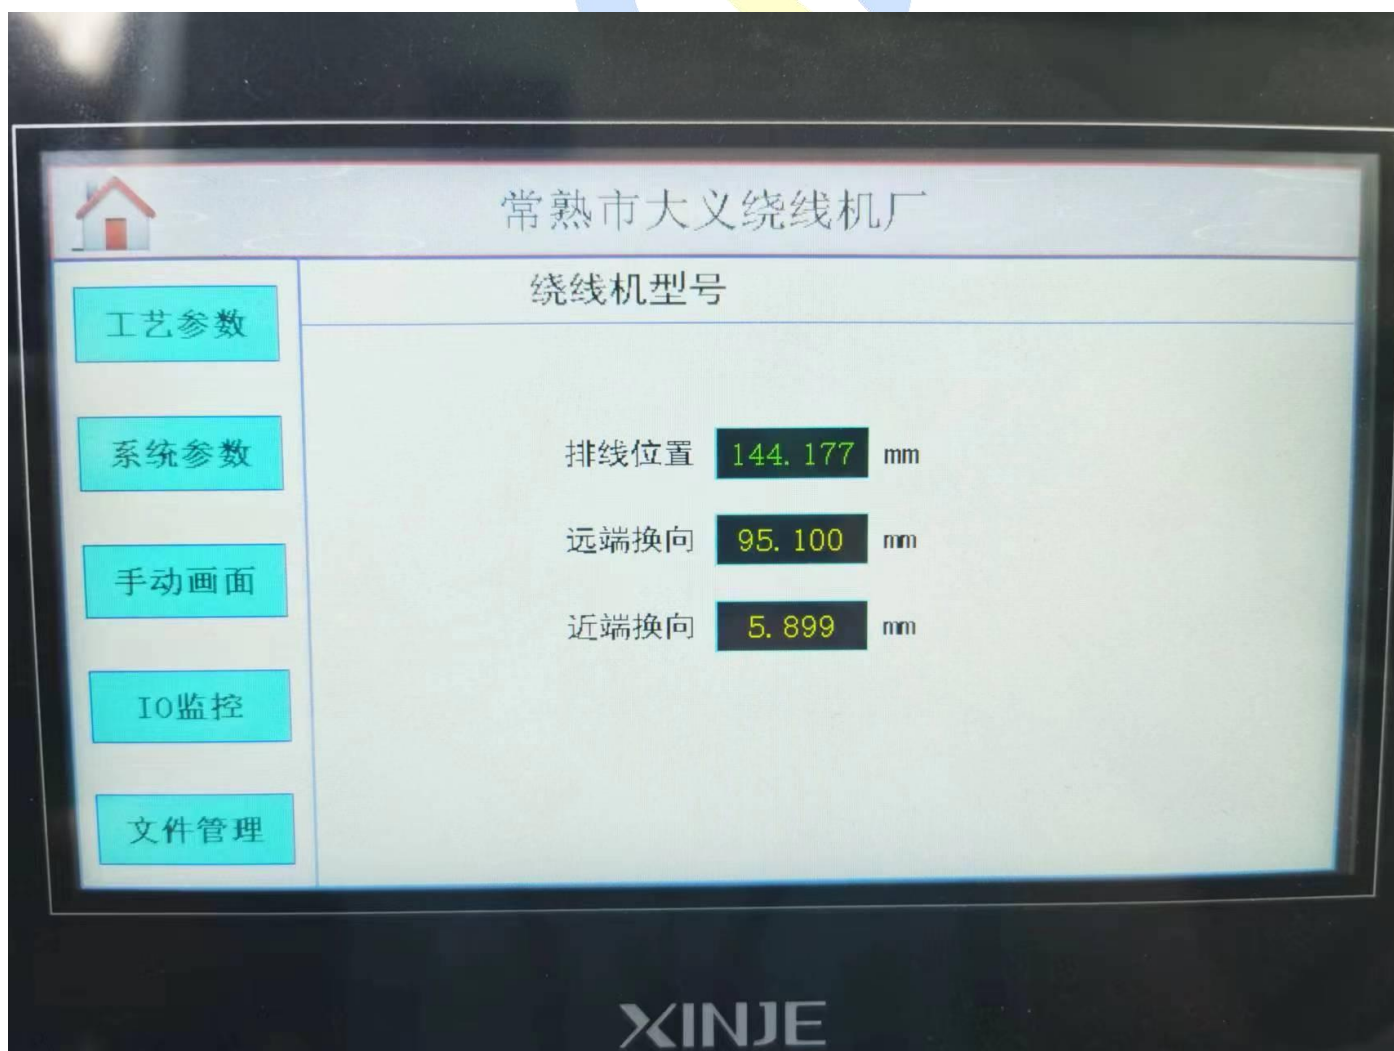 常熟市大义绕线机厂
绕线机型号
工艺参数
系统参数
手动画面
IO监控
文件管理
排线位置 144.177 mm
远端换向 95.100 mm
近端换向 5.899 mm
XINJE